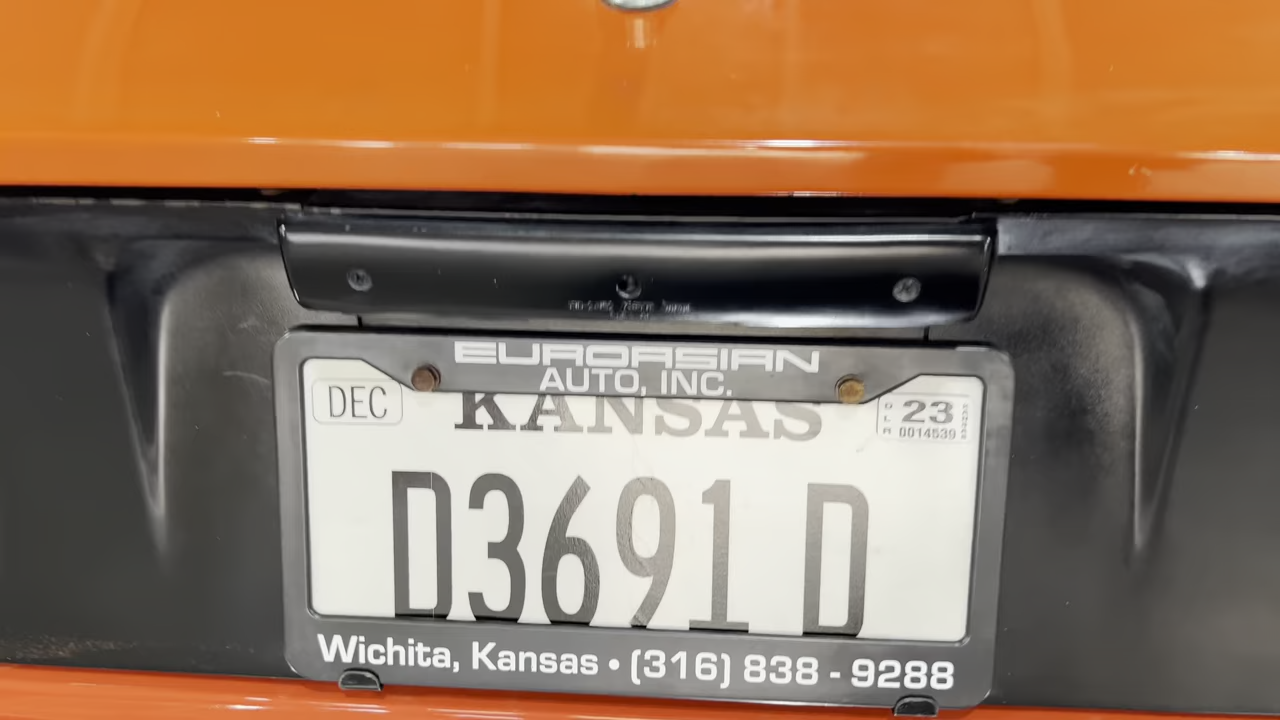 EUROASIAN
AUTO, INC.
DEC
KANSAS
23
0014539
D3691 D
Wichita, Kansas • (316) 838 - 9288